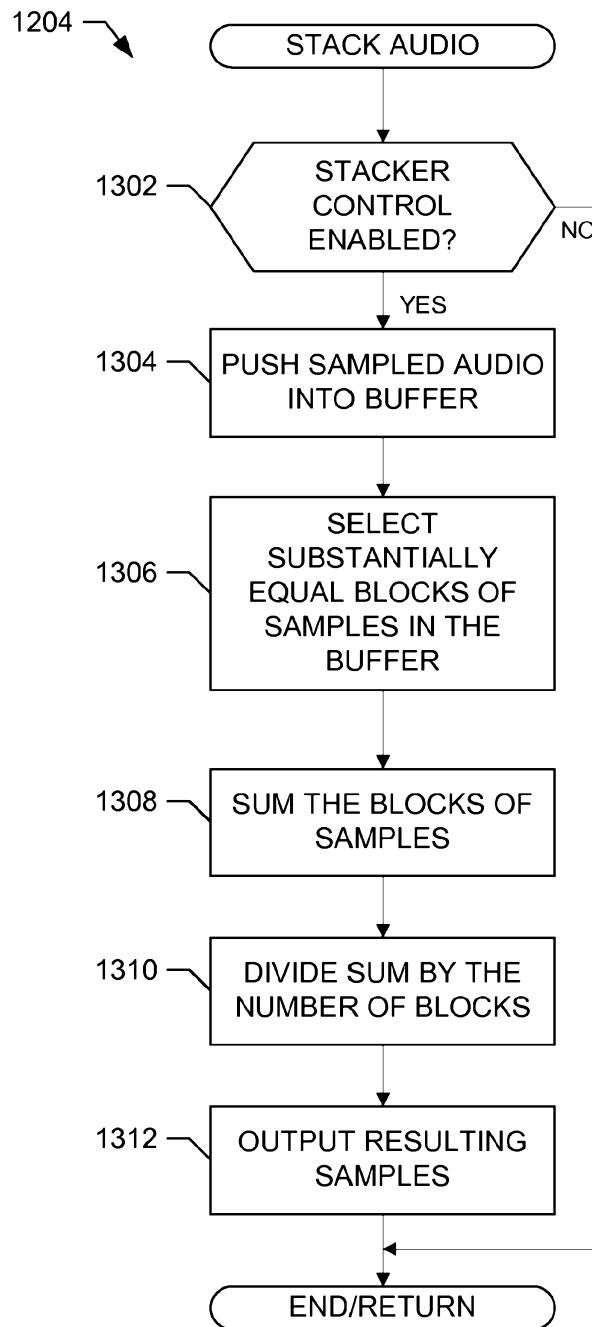 1204
STACK AUDIO
1302
STACKER
CONTROL
ENABLED?
NO
YES
1304
PUSH SAMPLED AUDIO
INTO BUFFER
1306
SELECT
SUBSTANTIALLY
EQUAL BLOCKS OF
SAMPLES IN THE
BUFFER
1308
SUM THE BLOCKS OF
SAMPLES
1310
DIVIDE SUM BY THE
NUMBER OF BLOCKS
1312
OUTPUT RESULTING
SAMPLES
END/RETURN